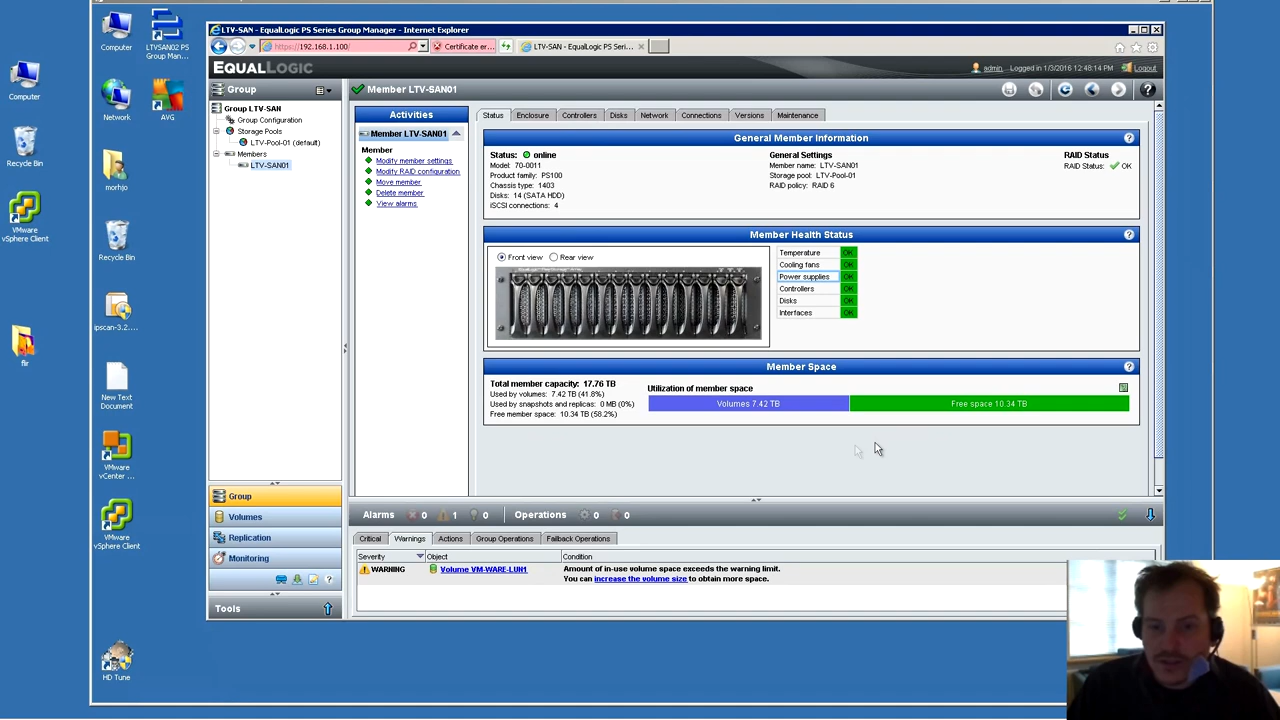 LTV-SAN - EqualLogic PS Series Group Manager - Internet Explorer
https://192.168.1.100/
Certificate er...
LTV-SAN - EqualLogic PS Seri...
EQUALLOGIC
admin Logged in 1/3/2016 12:48:14 PM Logout
Group
Group LTV-SAN
Group Configuration
Storage Pools
LTV-Pool-01 (default)
Members
LTV-SAN01
Group
Volumes
Replication
Monitoring
Tools
Member LTV-SAN01
Activities
Member LTV-SAN01
Member
Modify member settings
Modify RAID configuration
Move member
Delete member
View alarms
Status Enclosure Controllers Disks Network Connections Versions Maintenance
General Member Information
Status: online
Model: 70-0011
Product family: PS100
Chassis type: 1403
Disks: 14 (SATA HDD)
iSCSI connections: 4
General Settings
Member name: LTV-SAN01
Storage pool: LTV-Pool-01
RAID policy: RAID 6
RAID Status
RAID Status: OK
Member Health Status
Front view Rear view
Temperature OK
Cooling fans OK
Power supplies OK
Controllers OK
Disks OK
Interfaces OK
Member Space
Total member capacity: 17.76 TB
Used by volumes: 7.42 TB (41.8%)
Used by snapshots and replicas: 0 MB (0%)
Free member space: 10.34 TB (58.2%)
Utilization of member space
Volumes 7.42 TB Free space 10.34 TB
Alarms 0 1 0 Operations 0 0
Critical Warnings Actions Group Operations Failback Operations
Severity Object Condition
WARNING Volume VM-WARE-LUN1 Amount of in-use volume space exceeds the warning limit.
You can increase the volume size to obtain more space.
Computer
Recycle Bin
VMware
vSphere Client
flr
Computer
LTVSAN02 PS
Group Man...
Network
AVG
morhjo
Recycle Bin
ipscan-3.2....
New Text
Document
VMware
vCenter ...
VMware
vSphere Client
HD Tune